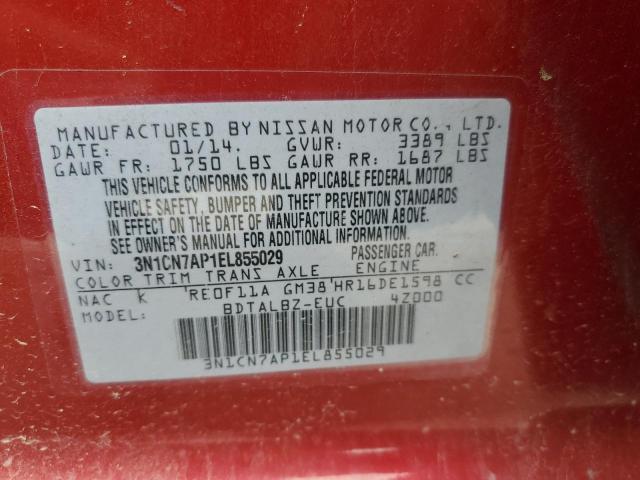 MANUFACTURED BY NISSAN MOTOR CO., LTD.
DATE: 01/14. GVWR: 3389 LBS
GAWR FR: 1750 LBS GAWR RR: 1687 LBS
THIS VEHICLE CONFORMS TO ALL APPLICABLE FEDERAL MOTOR
VEHICLE SAFETY, BUMPER AND THEFT PREVENTION STANDARDS
IN EFFECT ON THE DATE OF MANUFACTURE SHOWN ABOVE.
SEE OWNER'S MANUAL FOR ADDITIONAL INFORMATION.
VIN: 3N1CN7AP1EL855029 PASSENGER CAR.
COLOR TRIM TRANS AXLE ENGINE
NAC K RE0F11A GM38 HR16DE1598 CC
MODEL: BDTALBZ-EUC 4Z000
3N1CN7AP1EL855029